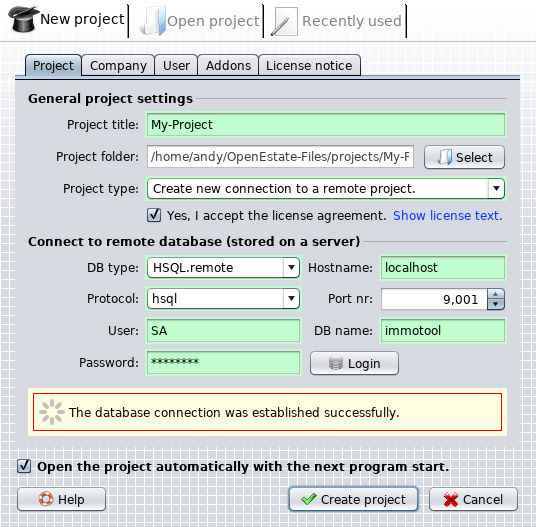 New project Open project Recently used
Project Company User Addons License notice
General project settings
Project title: My-Project
Project folder: /home/andy/OpenEstate-Files/projects/My-P Select
Project type: Create new connection to a remote project.
Yes, I accept the license agreement. Show license text.
Connect to remote database (stored on a server)
DB type: HSQL.remote Hostname: localhost
Protocol: hsql Port nr: 9,001
User: SA DB name: immotool
Password: ******** Login
The database connection was established successfully.
Open the project automatically with the next program start.
Help Create project Cancel